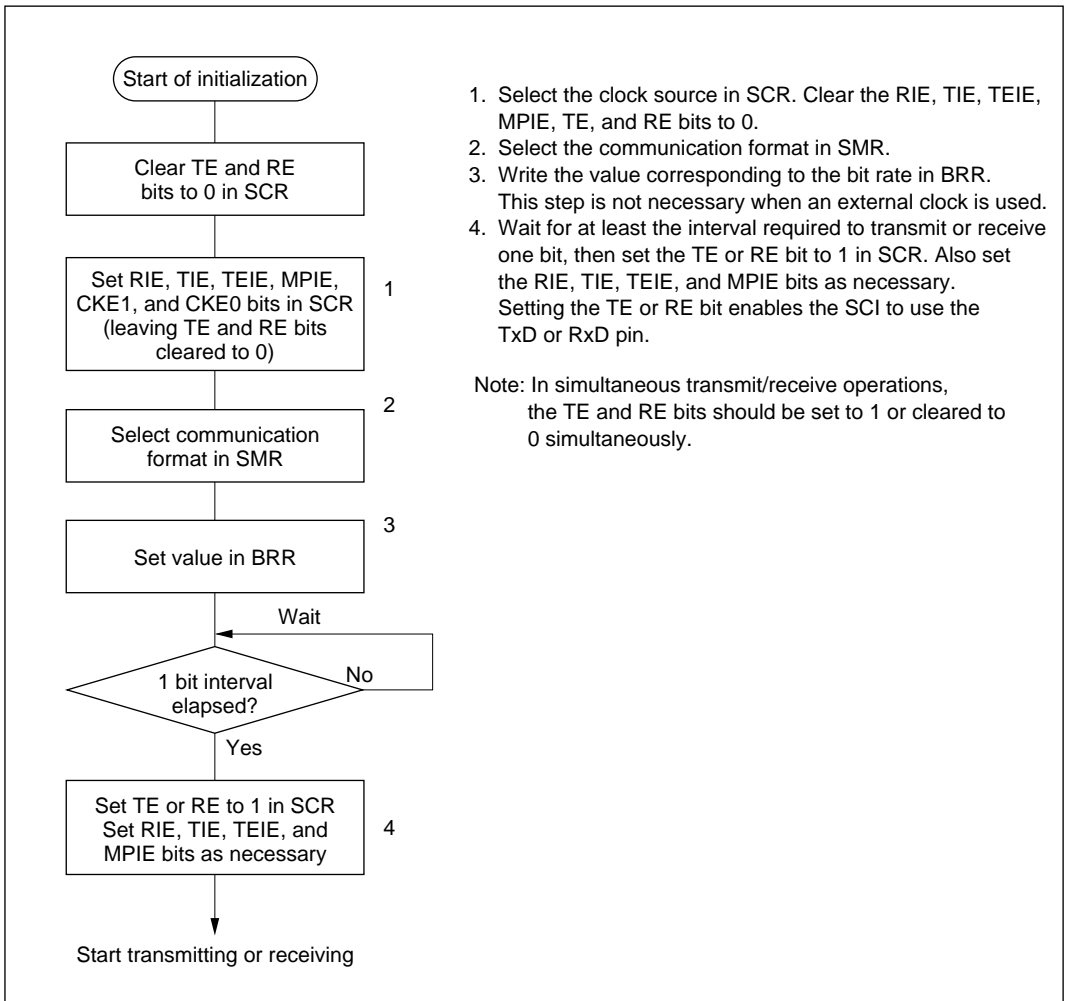 Start of initialization
Clear TE and RE
bits to 0 in SCR
Set RIE, TIE, TEIE, MPIE,
CKE1, and CKE0 bits in SCR
(leaving TE and RE bits
cleared to 0)
1
2
Select communication
format in SMR
3
Set value in BRR
Wait
1 bit interval
elapsed?
No
Yes
Set TE or RE to 1 in SCR
Set RIE, TIE, TEIE, and
MPIE bits as necessary
4
Start transmitting or receiving
1. Select the clock source in SCR. Clear the RIE, TIE, TEIE,
MPIE, TE, and RE bits to 0.
2. Select the communication format in SMR.
3. Write the value corresponding to the bit rate in BRR.
This step is not necessary when an external clock is used.
4. Wait for at least the interval required to transmit or receive
one bit, then set the TE or RE bit to 1 in SCR. Also set
the RIE, TIE, TEIE, and MPIE bits as necessary.
Setting the TE or RE bit enables the SCI to use the
TxD or RxD pin.
Note: In simultaneous transmit/receive operations,
the TE and RE bits should be set to 1 or cleared to
0 simultaneously.